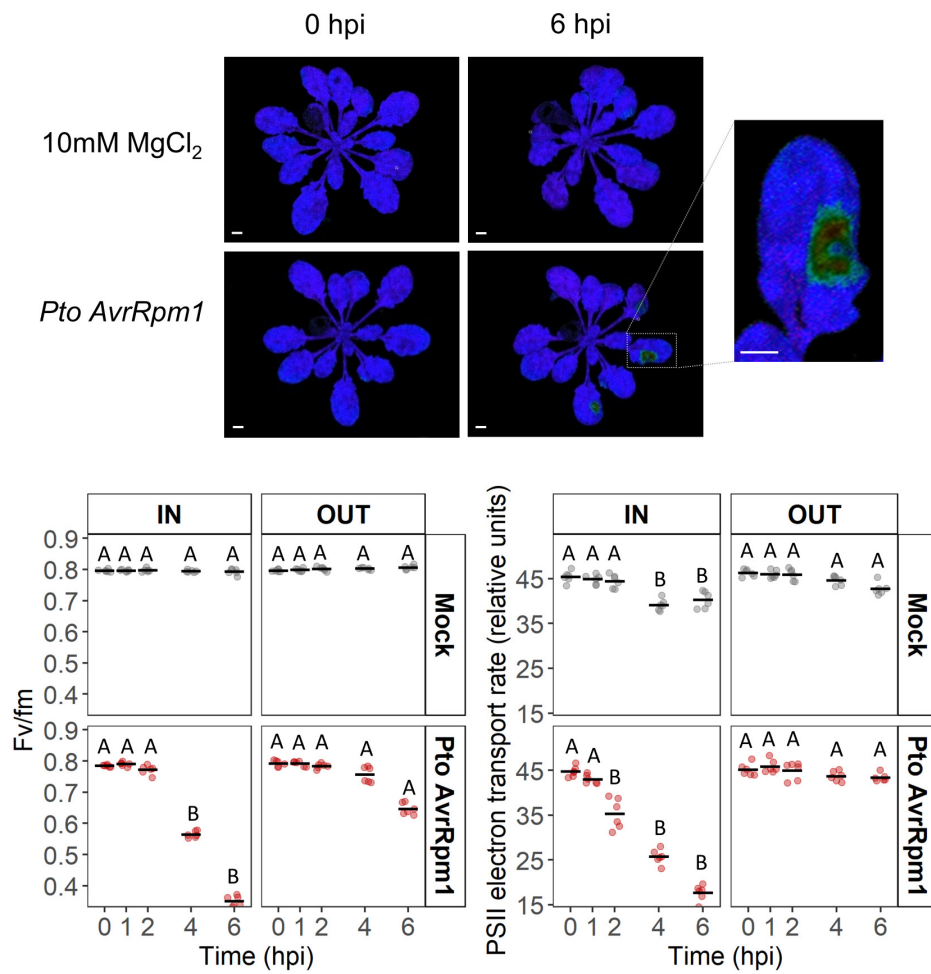 0 hpi 6 hpi
10mM MgCl₂
Pto AvrRpm1
IN OUT
Fv/fm
0.9
0.8
0.7
0.6
0.5
0.4
A A A A A
A A A A A
Mock
0.9
0.8
0.7
0.6
0.5
0.4
A A A B B
A A A A A
Pto AvrRpm1
0 1 2 4 6
0 1 2 4 6
Time (hpi)
IN OUT
PSII electron transport rate (relative units)
45
35
25
15
A A A B B
A A A A A
Mock
45
35
25
15
A A B B B
A A A A A
Pto AvrRpm1
0 1 2 4 6
0 1 2 4 6
Time (hpi)